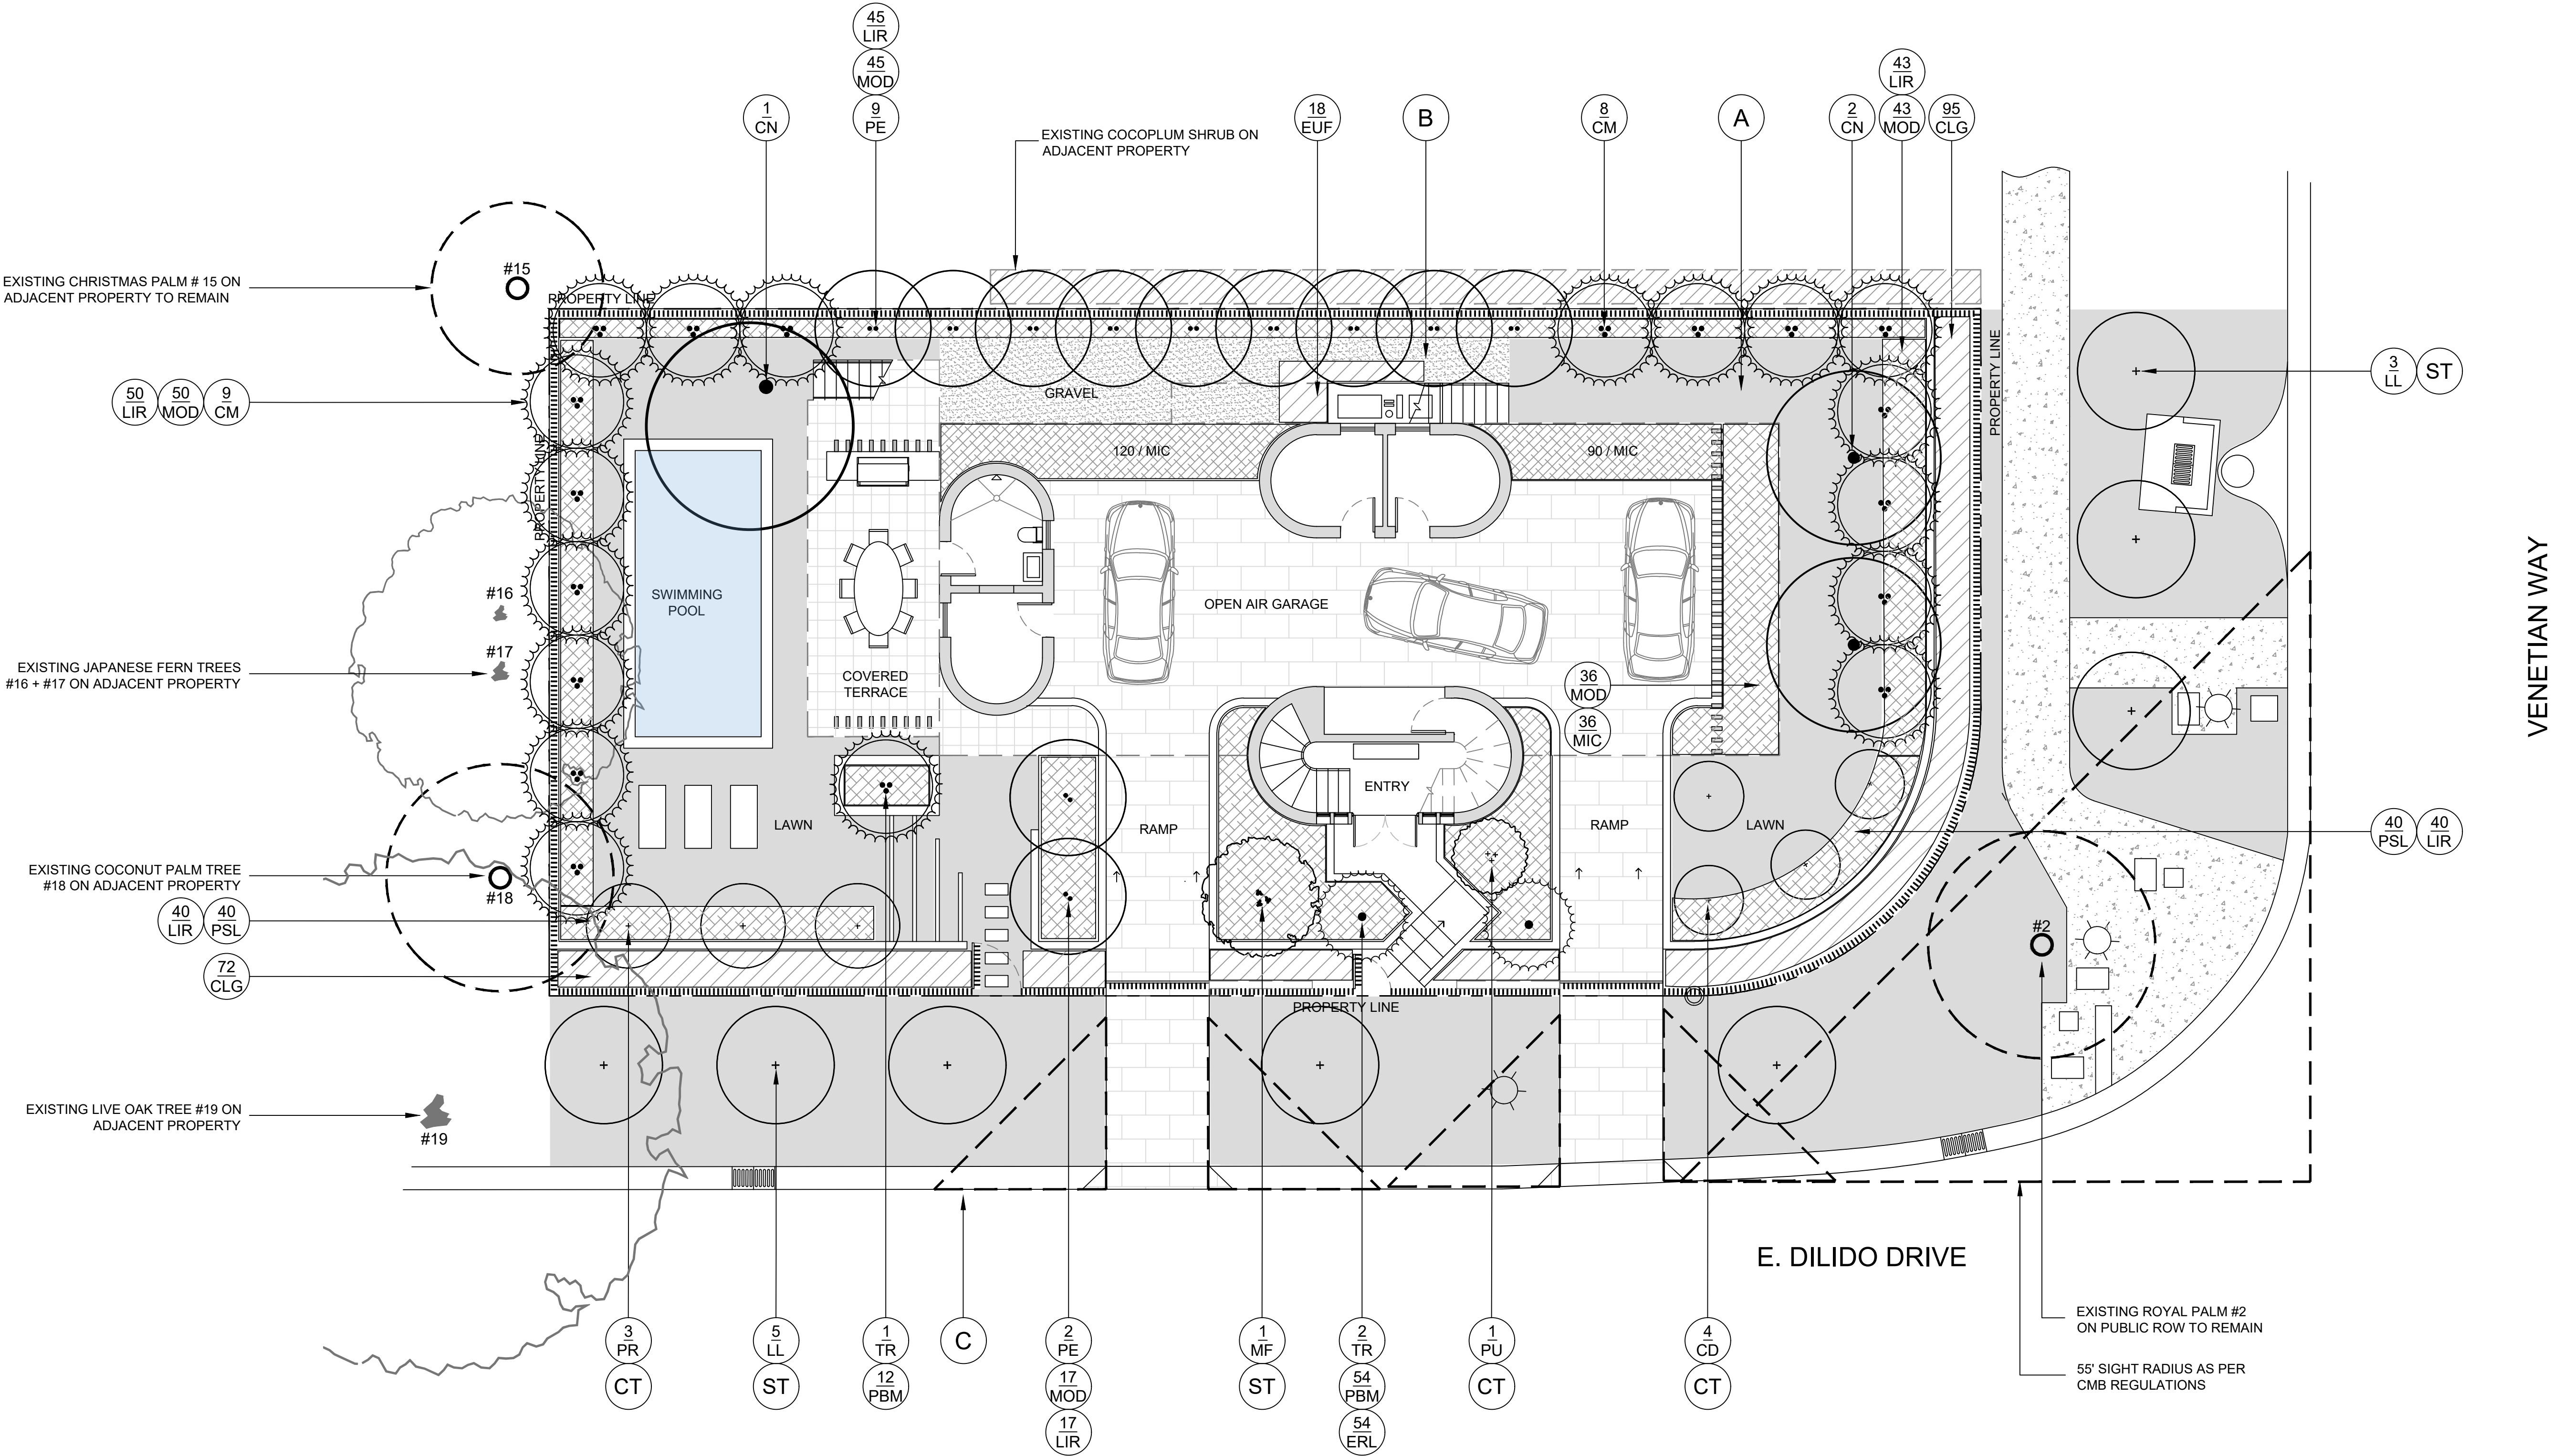 45
LIR
45
MOD
9
PE
1
CN
EXISTING COCOPLUM SHRUB ON
ADJACENT PROPERTY
18
EUF
B
8
CM
A
2
CN
43
LIR
43
MOD
95
CLG
#15
EXISTING CHRISTMAS PALM # 15 ON
ADJACENT PROPERTY TO REMAIN
PROPERTY LINE
PROPERTY LINE
PROPERTY LINE
3
LL
ST
50
LIR
50
MOD
9
CM
GRAVEL
120 / MIC
90 / MIC
VENETIAN WAY
SWIMMING
POOL
OPEN AIR GARAGE
#16
#17
EXISTING JAPANESE FERN TREES
#16 + #17 ON ADJACENT PROPERTY
COVERED
TERRACE
36
MOD
36
MIC
ENTRY
LAWN
RAMP
RAMP
LAWN
40
PSL
40
LIR
EXISTING COCONUT PALM TREE
#18 ON ADJACENT PROPERTY
#18
40
LIR
40
PSL
#2
72
CLG
PROPERTY LINE
EXISTING LIVE OAK TREE #19 ON
ADJACENT PROPERTY
#19
E. DILIDO DRIVE
EXISTING ROYAL PALM #2
ON PUBLIC ROW TO REMAIN
55' SIGHT RADIUS AS PER
CMB REGULATIONS
3
PR
CT
5
LL
ST
1
TR
12
PBM
C
2
PE
17
MOD
17
LIR
1
MF
ST
2
TR
54
PBM
54
ERL
1
PU
CT
4
CD
CT